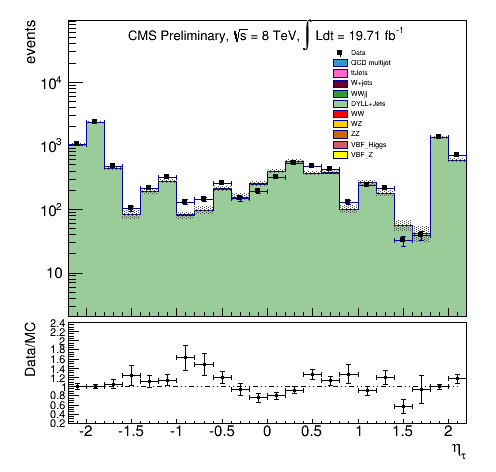 CMS Preliminary, √s = 8 TeV, ∫ Ldt = 19.71 fb⁻¹
events
Data
QCD multijet
ttJets
W+jets
WWjj
DYLL+Jets
WW
WZ
ZZ
VBF_Higgs
VBF_Z
10⁴
10³
10²
10
Data/MC
2.4
2.2
2
1.8
1.6
1.4
1.2
1
0.8
0.6
0.4
0.2
-2 -1.5 -1 -0.5 0 0.5 1 1.5 2
η_τ